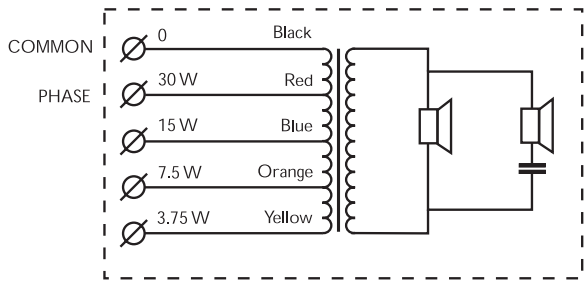 COMMON 0 Black
PHASE 30 W Red
15 W Blue
7.5 W Orange
3.75 W Yellow